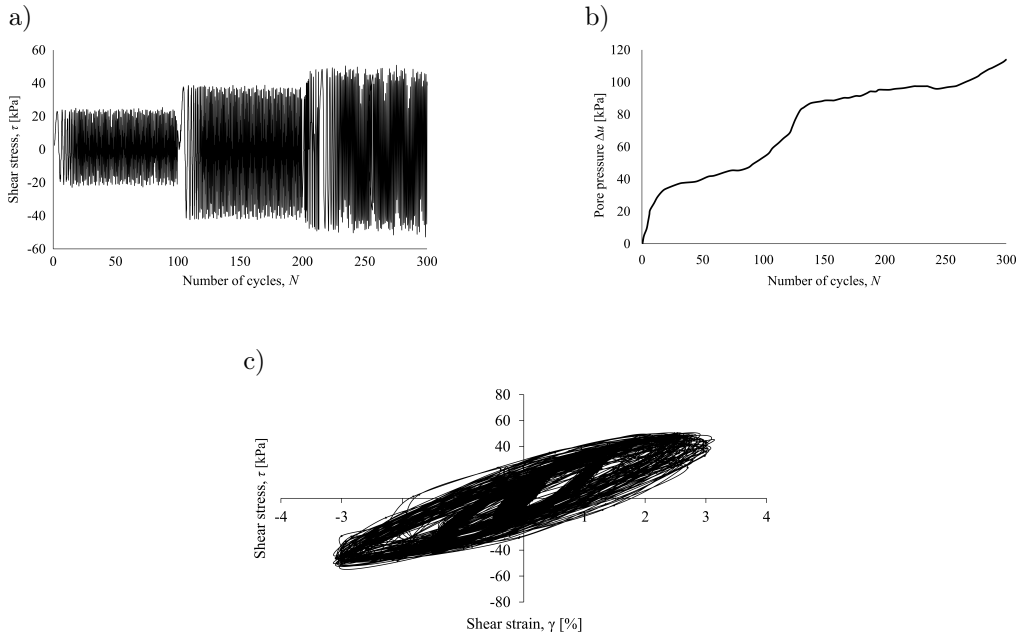 a)
Shear stress, τ [kPa]
60
40
20
0
-20
-40
-60
0 50 100 150 200 250 300
Number of cycles, N
b)
Pore pressure Δu [kPa]
120
100
80
60
40
20
0
0 50 100 150 200 250 300
Number of cycles, N
c)
Shear stress, τ [kPa]
80
60
40
20
-4 -3 1 2 3 4
-40
-60
-80
Shear strain, γ [%]